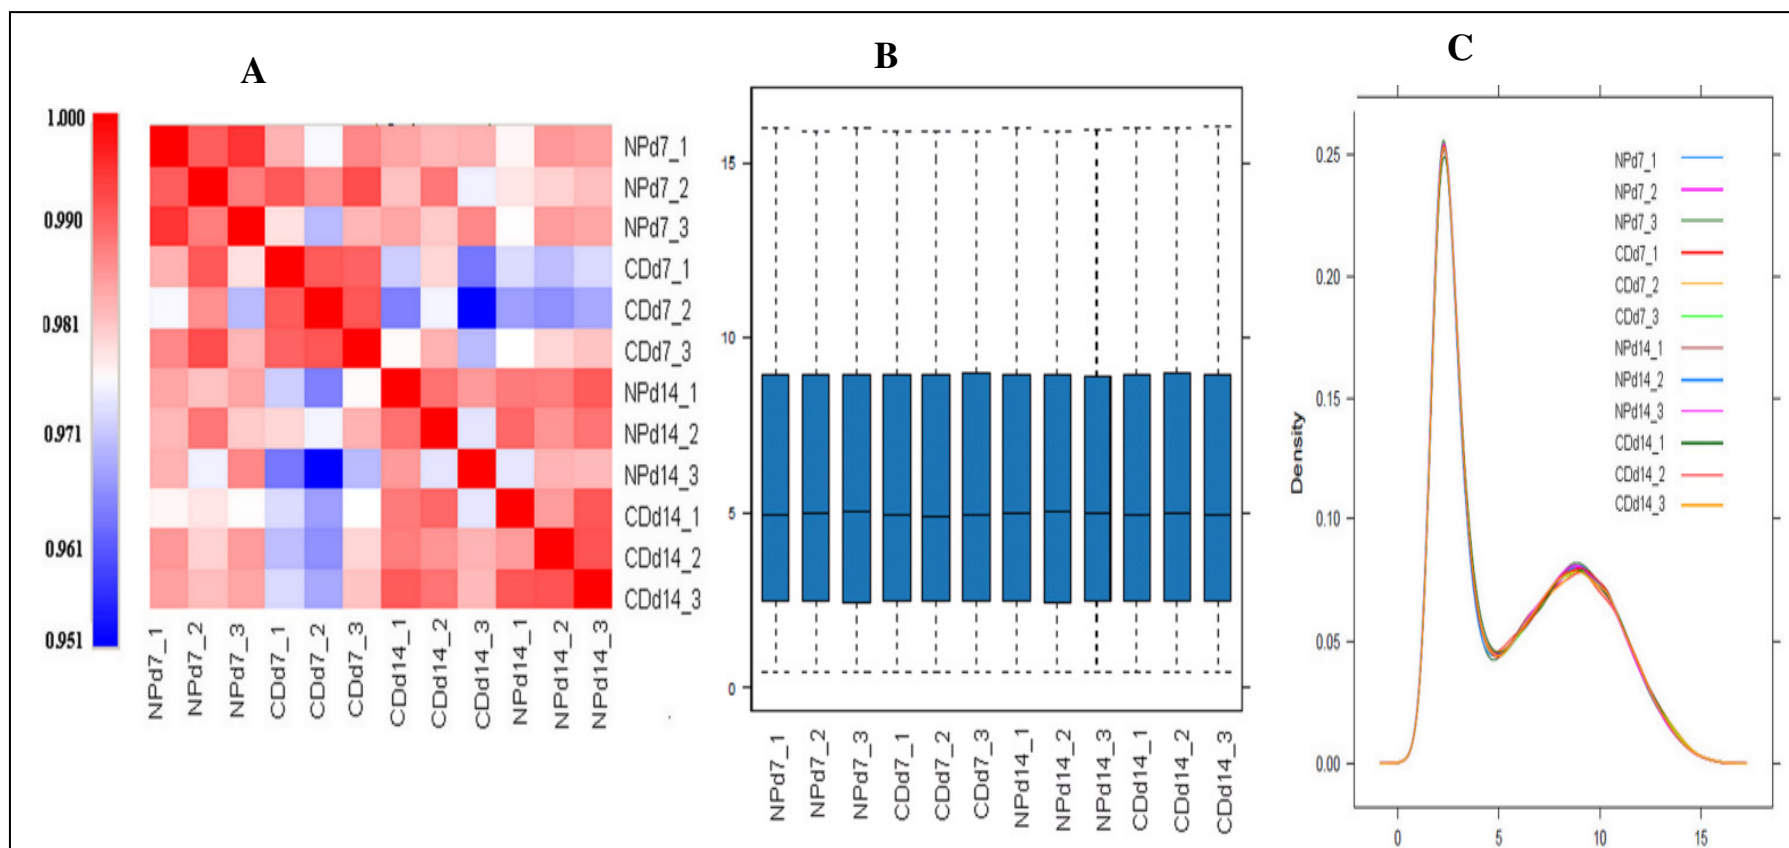 A
1.000
0.990
0.981
0.971
0.961
0.951
NPd7_1
NPd7_2
NPd7_3
CDd7_1
CDd7_2
CDd7_3
NPd14_1
NPd14_2
NPd14_3
CDd14_1
CDd14_2
CDd14_3
NPd7_1
NPd7_2
NPd7_3
CDd7_1
CDd7_2
CDd7_3
CDd14_1
CDd14_2
CDd14_3
NPd14_1
NPd14_2
NPd14_3
B
15
10
5
0
NPd7_1
NPd7_2
NPd7_3
CDd7_1
CDd7_2
CDd7_3
NPd14_1
NPd14_2
NPd14_3
CDd14_1
CDd14_2
CDd14_3
C
Density
0.25
0.20
0.15
0.10
0.05
0.00
NPd7_1
NPd7_2
NPd7_3
CDd7_1
CDd7_2
CDd7_3
NPd14_1
NPd14_2
NPd14_3
CDd14_1
CDd14_2
CDd14_3
0
5
10
15